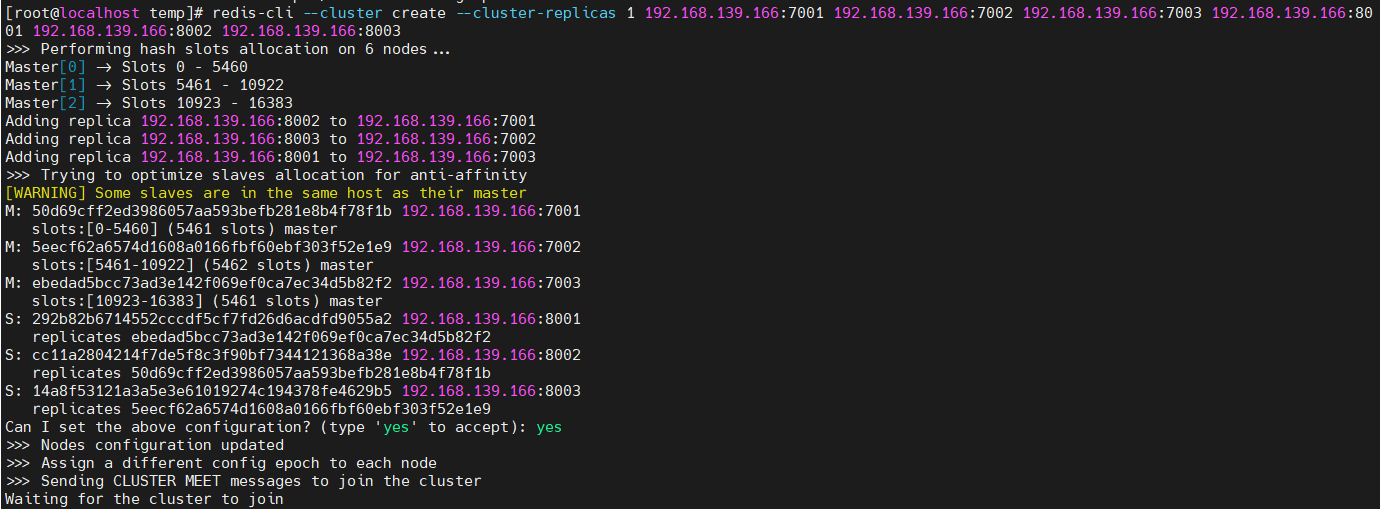 [root@localhost temp]# redis-cli --cluster create --cluster-replicas 1 192.168.139.166:7001 192.168.139.166:7002 192.168.139.166:7003 192.168.139.166:80
01 192.168.139.166:8002 192.168.139.166:8003
>>> Performing hash slots allocation on 6 nodes...
Master[0] -> Slots 0 - 5460
Master[1] -> Slots 5461 - 10922
Master[2] -> Slots 10923 - 16383
Adding replica 192.168.139.166:8002 to 192.168.139.166:7001
Adding replica 192.168.139.166:8003 to 192.168.139.166:7002
Adding replica 192.168.139.166:8001 to 192.168.139.166:7003
>>> Trying to optimize slaves allocation for anti-affinity
[WARNING] Some slaves are in the same host as their master
M: 50d69cff2ed3986057aa593befb281e8b4f78f1b 192.168.139.166:7001
   slots:[0-5460] (5461 slots) master
M: 5eecf62a6574d1608a0166fbf60ebf303f52e1e9 192.168.139.166:7002
   slots:[5461-10922] (5462 slots) master
M: ebedad5bcc73ad3e142f069ef0ca7ec34d5b82f2 192.168.139.166:7003
   slots:[10923-16383] (5461 slots) master
S: 292b82b6714552cccdf5cf7fd26d6acdfd9055a2 192.168.139.166:8001
   replicates ebedad5bcc73ad3e142f069ef0ca7ec34d5b82f2
S: cc11a2804214f7de5f8c3f90bf7344121368a38e 192.168.139.166:8002
   replicates 50d69cff2ed3986057aa593befb281e8b4f78f1b
S: 14a8f53121a3a5e3e61019274c194378fe4629b5 192.168.139.166:8003
   replicates 5eecf62a6574d1608a0166fbf60ebf303f52e1e9
Can I set the above configuration? (type 'yes' to accept): yes
>>> Nodes configuration updated
>>> Assign a different config epoch to each node
>>> Sending CLUSTER MEET messages to join the cluster
Waiting for the cluster to join